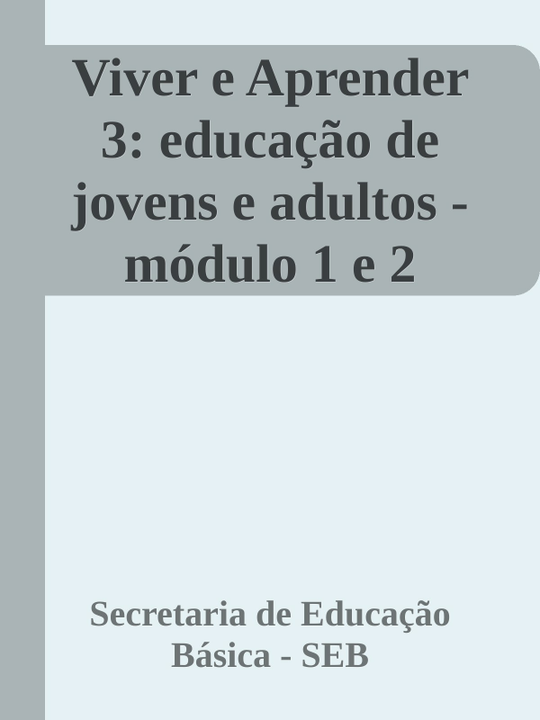 Viver e Aprender
3: educação de
jovens e adultos -
módulo 1 e 2
Secretaria de Educação
Básica - SEB